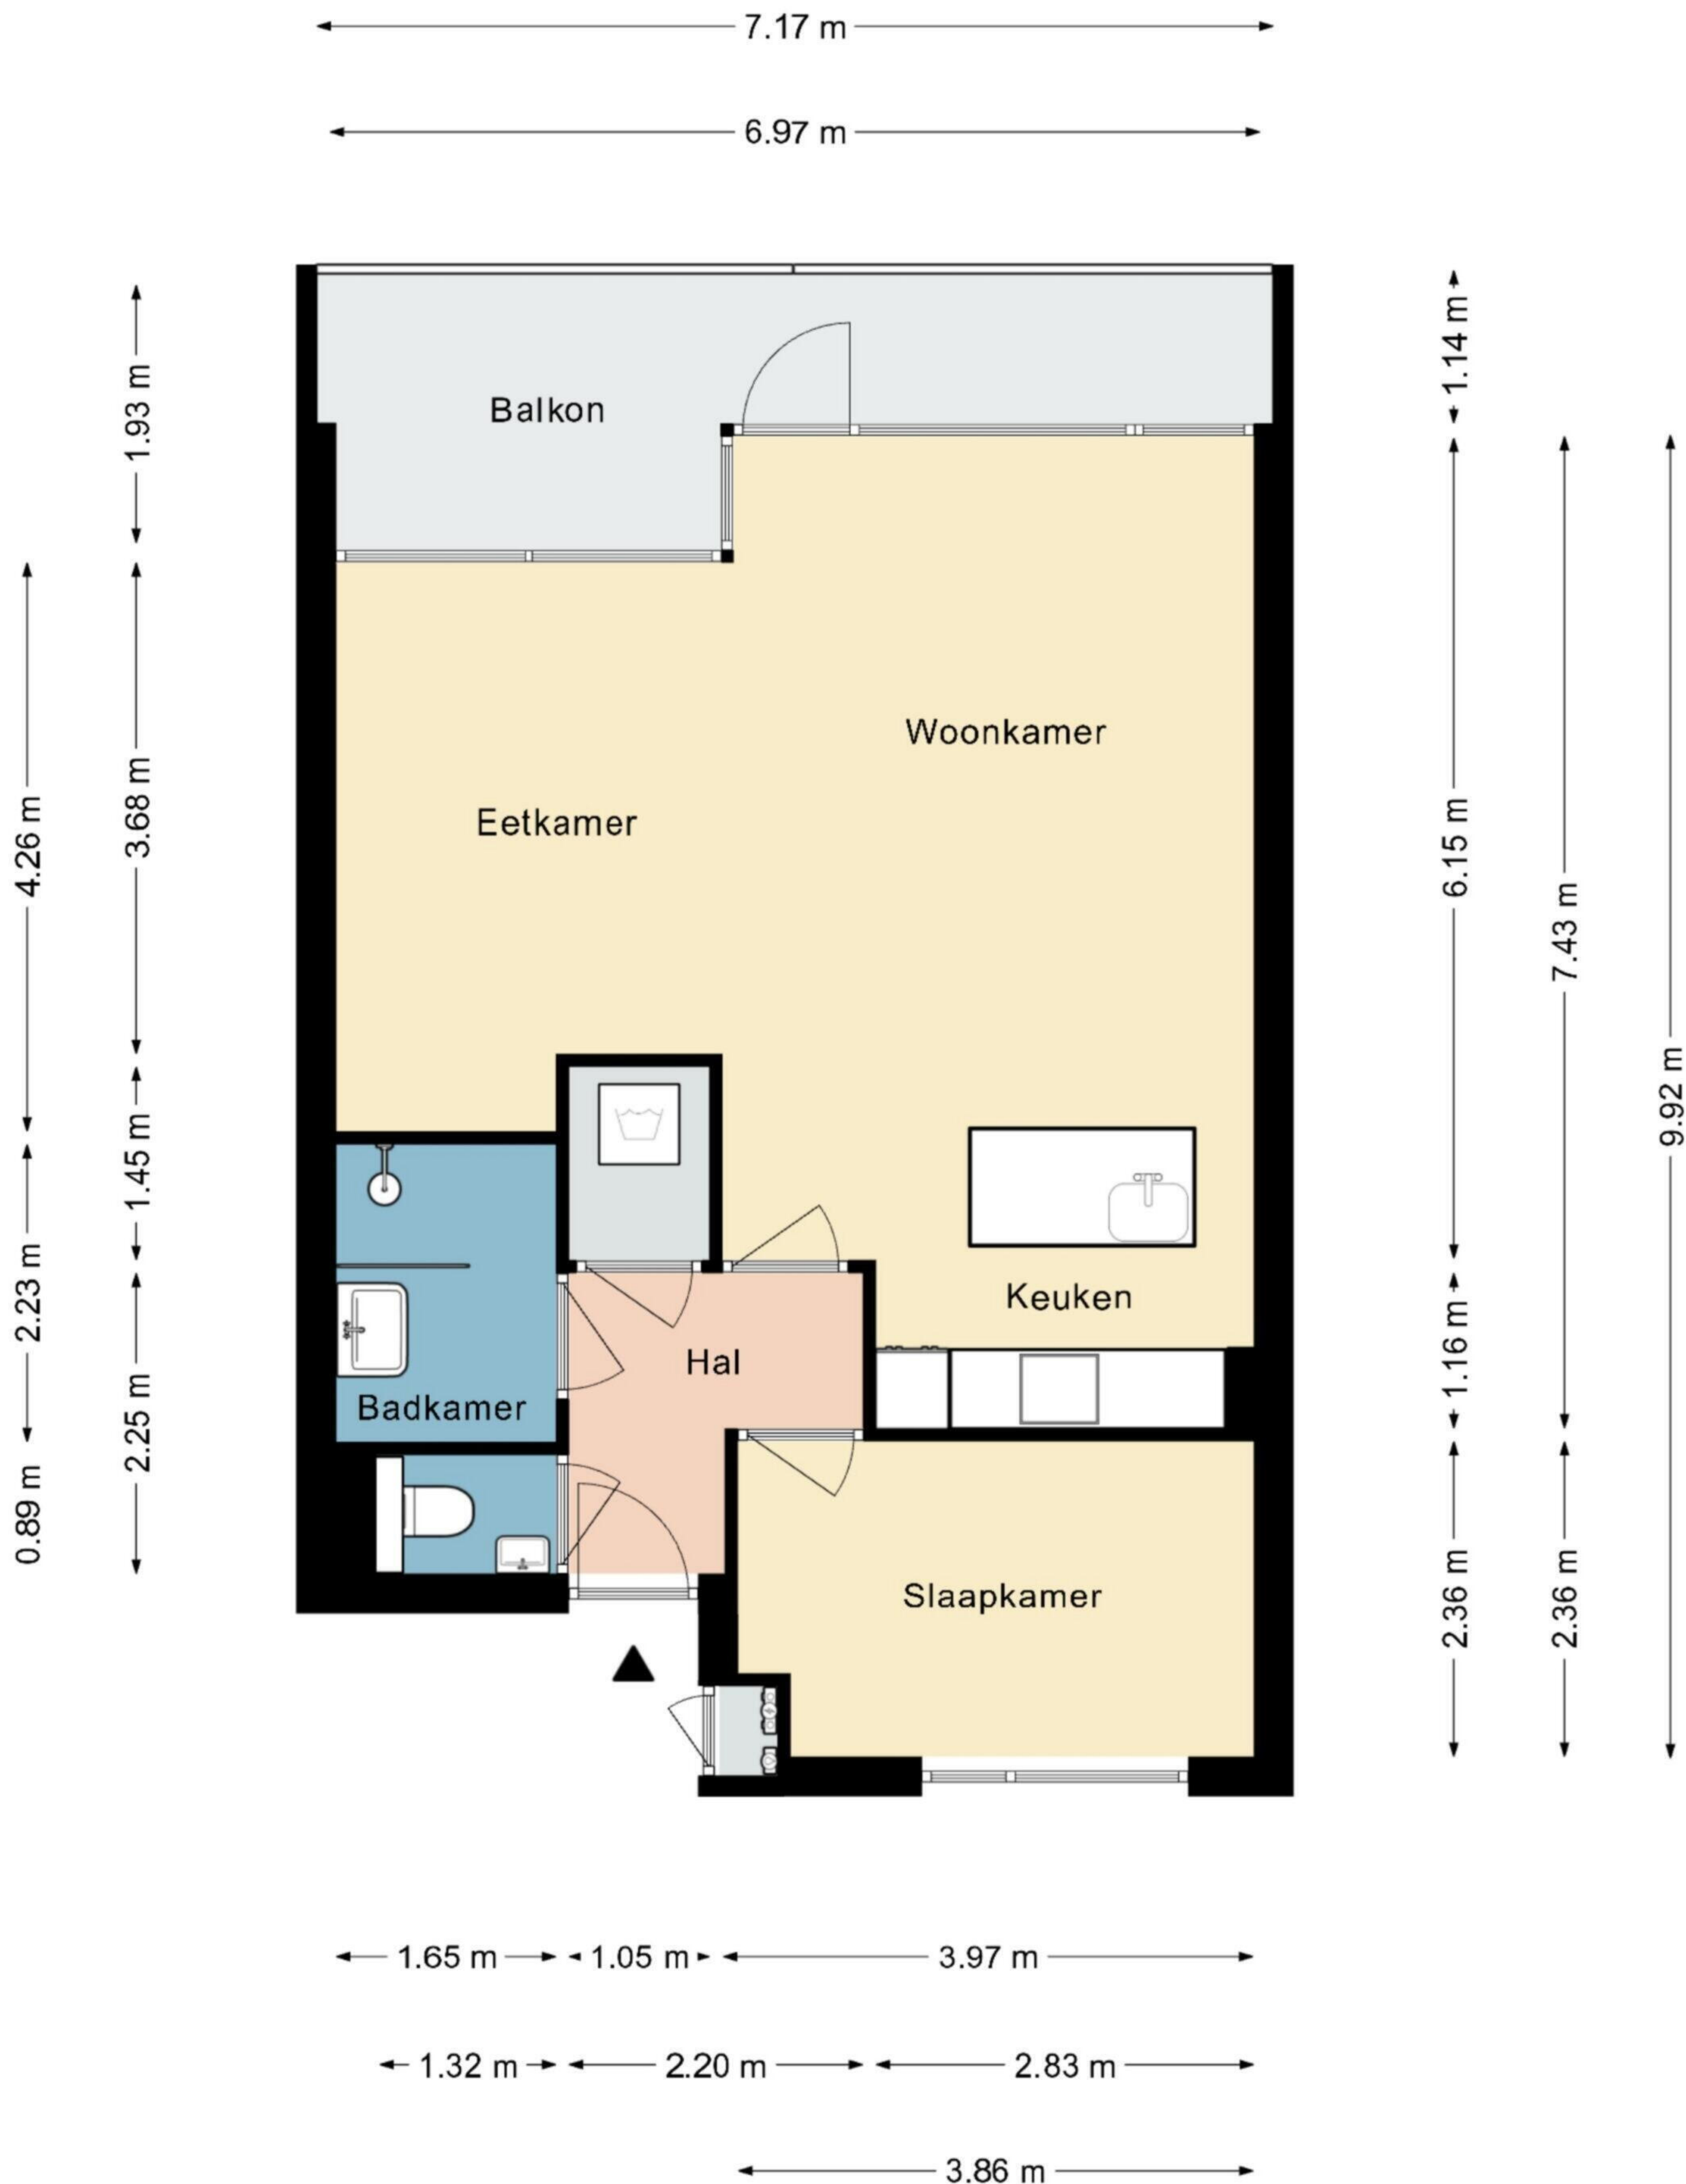 7.17 m
6.97 m
1.14 m
1.93 m
Balkon
Woonkamer
Eetkamer
4.26 m
3.68 m
6.15 m
7.43 m
9.92 m
1.45 m
2.23 m
Keuken
1.16 m
Hal
Badkamer
2.25 m
0.89 m
Slaapkamer
2.36 m
2.36 m
1.65 m
1.05 m
3.97 m
1.32 m
2.20 m
2.83 m
3.86 m